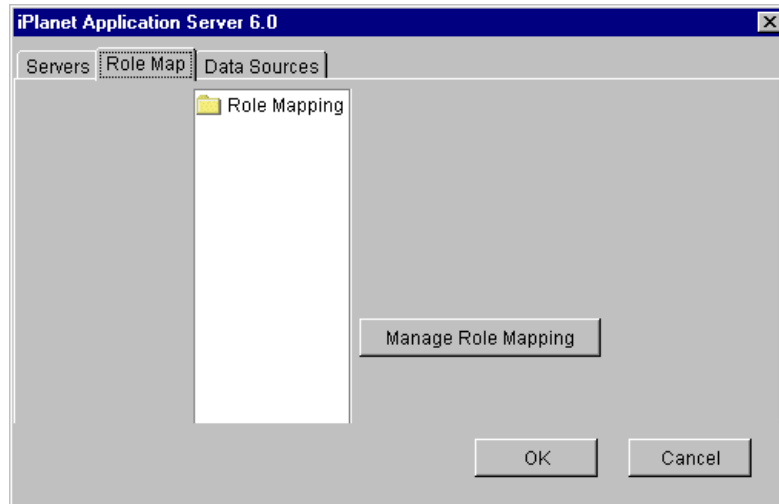 iPlanet Application Server 6.0
Servers Role Map Data Sources
Role Mapping
Manage Role Mapping
OK Cancel